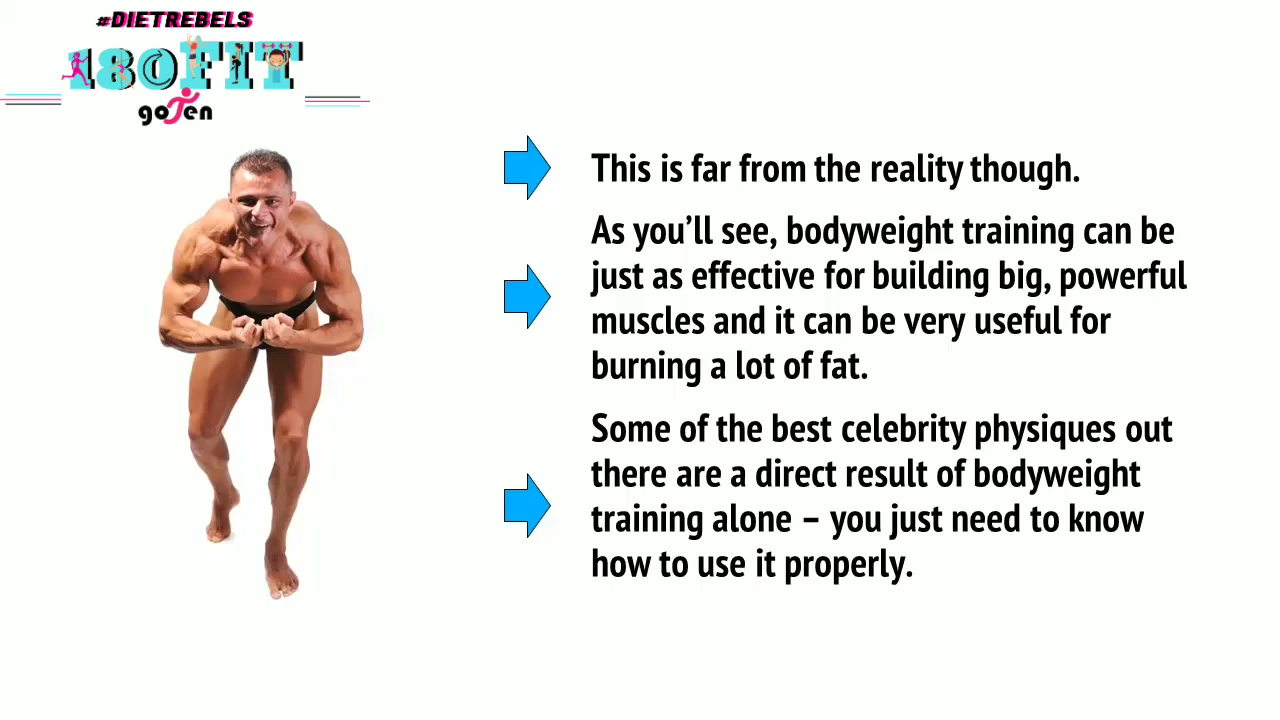 #DIETREBELS
180FIT
goTen
This is far from the reality though.
As you’ll see, bodyweight training can be
just as effective for building big, powerful
muscles and it can be very useful for
burning a lot of fat.
Some of the best celebrity physiques out
there are a direct result of bodyweight
training alone – you just need to know
how to use it properly.